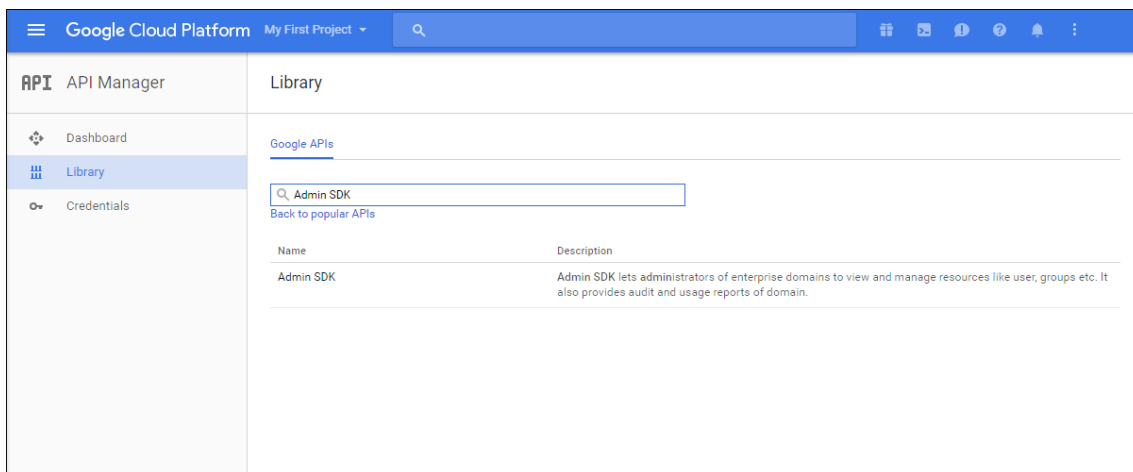 Google Cloud Platform My First Project
API API Manager
Library
Dashboard
Library
Credentials
Google APIs
Admin SDK
Back to popular APIs
Name Description
Admin SDK Admin SDK lets administrators of enterprise domains to view and manage resources like user, groups etc. It
also provides audit and usage reports of domain.